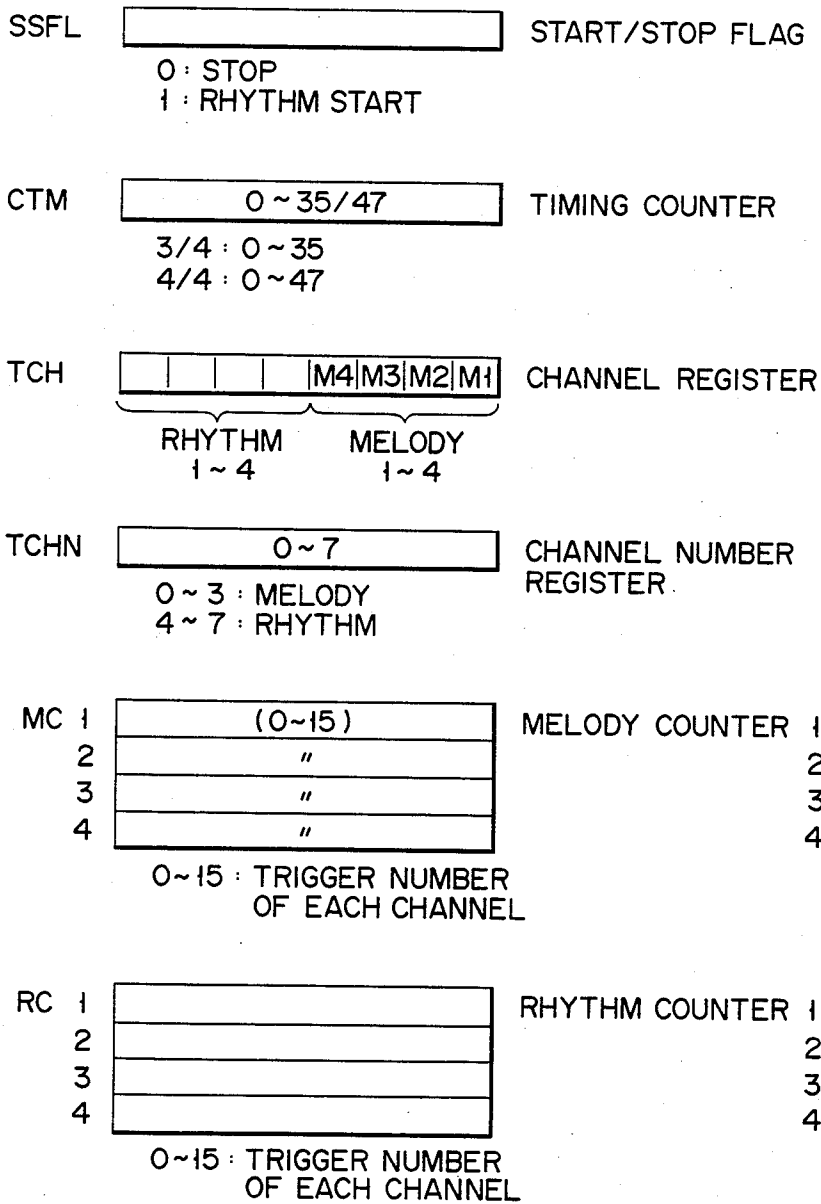 SSFL START/STOP FLAG
0 : STOP
1 : RHYTHM START
CTM 0 ~ 35/47 TIMING COUNTER
3/4 : 0 ~ 35
4/4 : 0 ~ 47
TCH M4 M3 M2 M1 CHANNEL REGISTER
RHYTHM MELODY
1 ~ 4 1 ~ 4
TCHN 0 ~ 7 CHANNEL NUMBER
REGISTER
0 ~ 3 : MELODY
4 ~ 7 : RHYTHM
MC 1 (0~15) MELODY COUNTER 1
2 " 2
3 " 3
4 " 4
0~15 : TRIGGER NUMBER
OF EACH CHANNEL
RC 1 RHYTHM COUNTER 1
2 2
3 3
4 4
0~15 : TRIGGER NUMBER
OF EACH CHANNEL